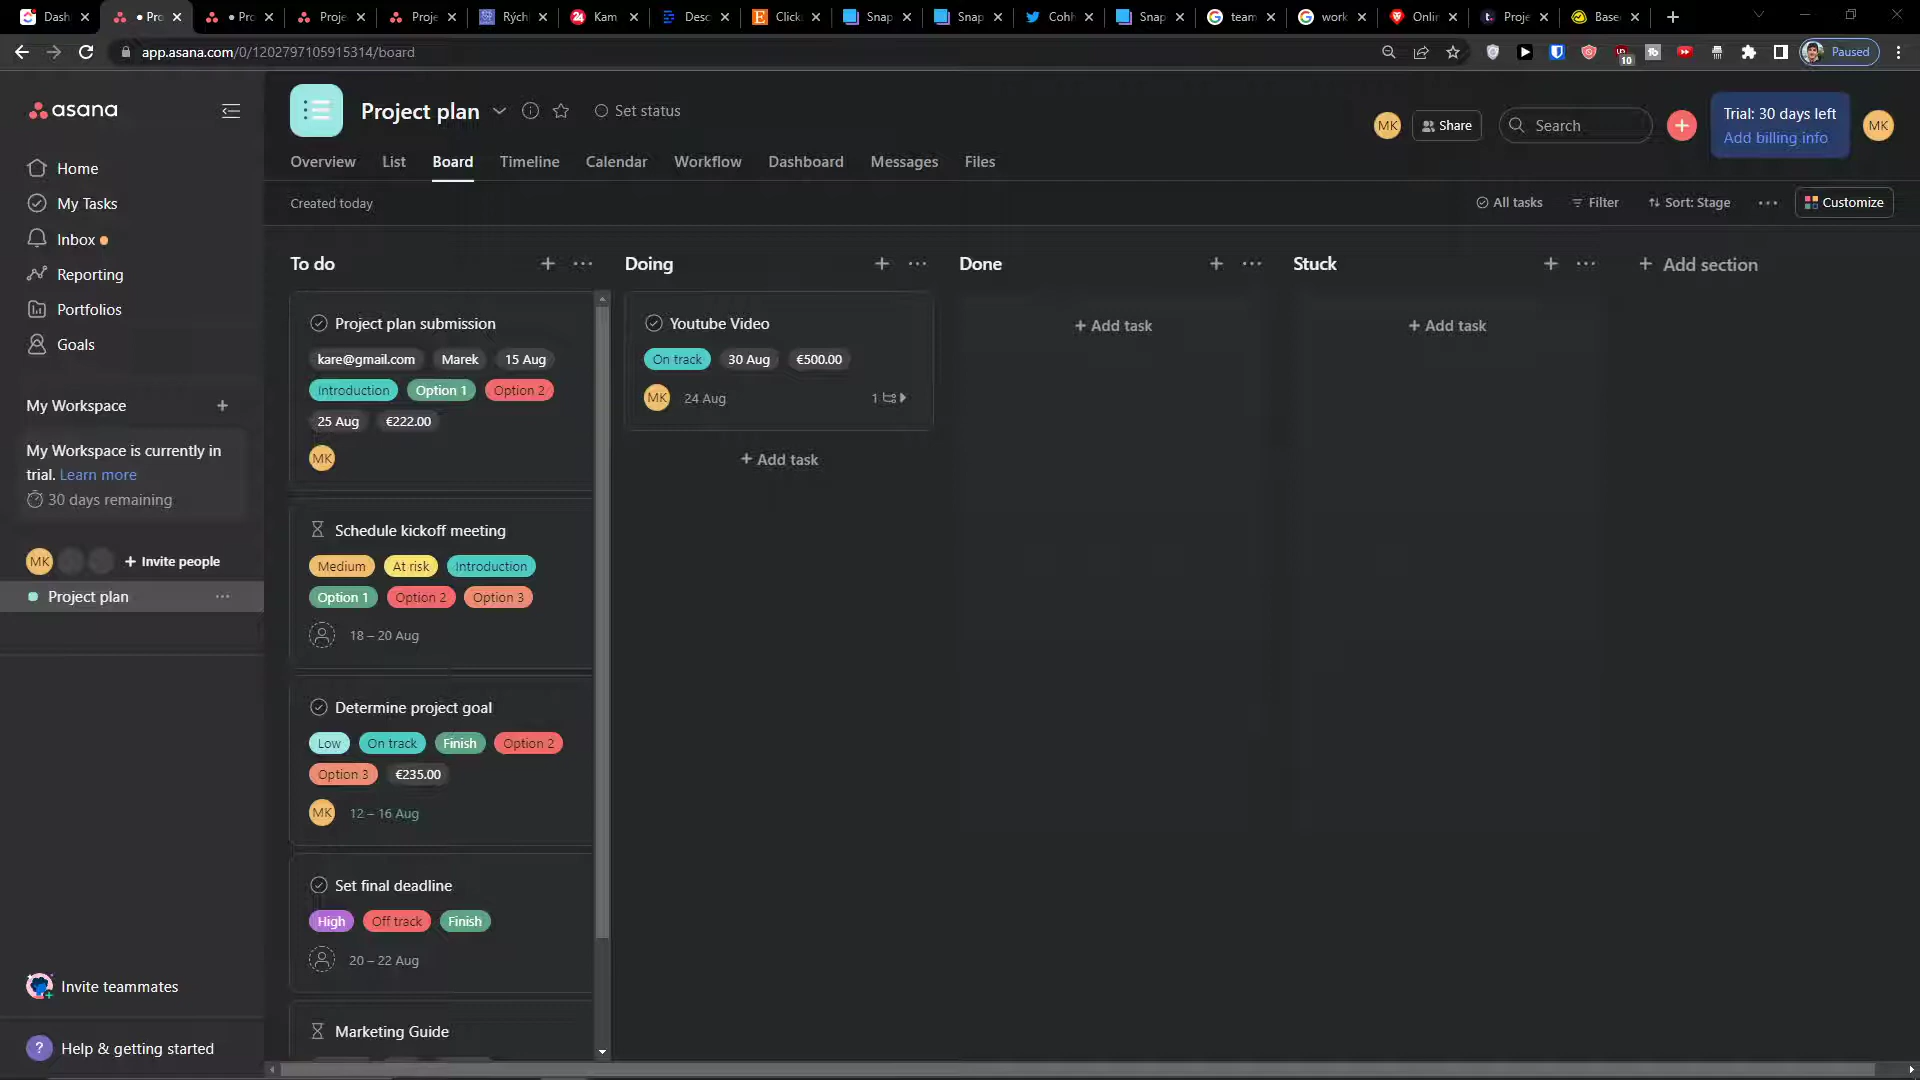 Dash
Pro
Pro
Proje
Proje
Rých
Kam
Desc
Click
Snap
Snap
Cohh
Snap
team
work
Onlin
Proje
Base
app.asana.com/0/1202797105915314/board
10
Paused
asana
Home
My Tasks
Inbox
Reporting
Portfolios
Goals
My Workspace
My Workspace is currently in
trial. Learn more
30 days remaining
MK
+ Invite people
Project plan
Invite teammates
? Help & getting started
Project plan
Set status
MK
Share
Search
Trial: 30 days left
Add billing info
MK
Overview List Board Timeline Calendar Workflow Dashboard Messages Files
Created today
All tasks
Filter
Sort: Stage
Customize
To do
Project plan submission
kare@gmail.com Marek 15 Aug
Introduction Option 1 Option 2
25 Aug €222.00
MK
Schedule kickoff meeting
Medium At risk Introduction
Option 1 Option 2 Option 3
18 – 20 Aug
Determine project goal
Low On track Finish Option 2
Option 3 €235.00
MK 12 – 16 Aug
Set final deadline
High Off track Finish
20 – 22 Aug
Marketing Guide
Doing
Youtube Video
On track 30 Aug €500.00
MK 24 Aug 1
+ Add task
Done
+ Add task
Stuck
+ Add task
+ Add section